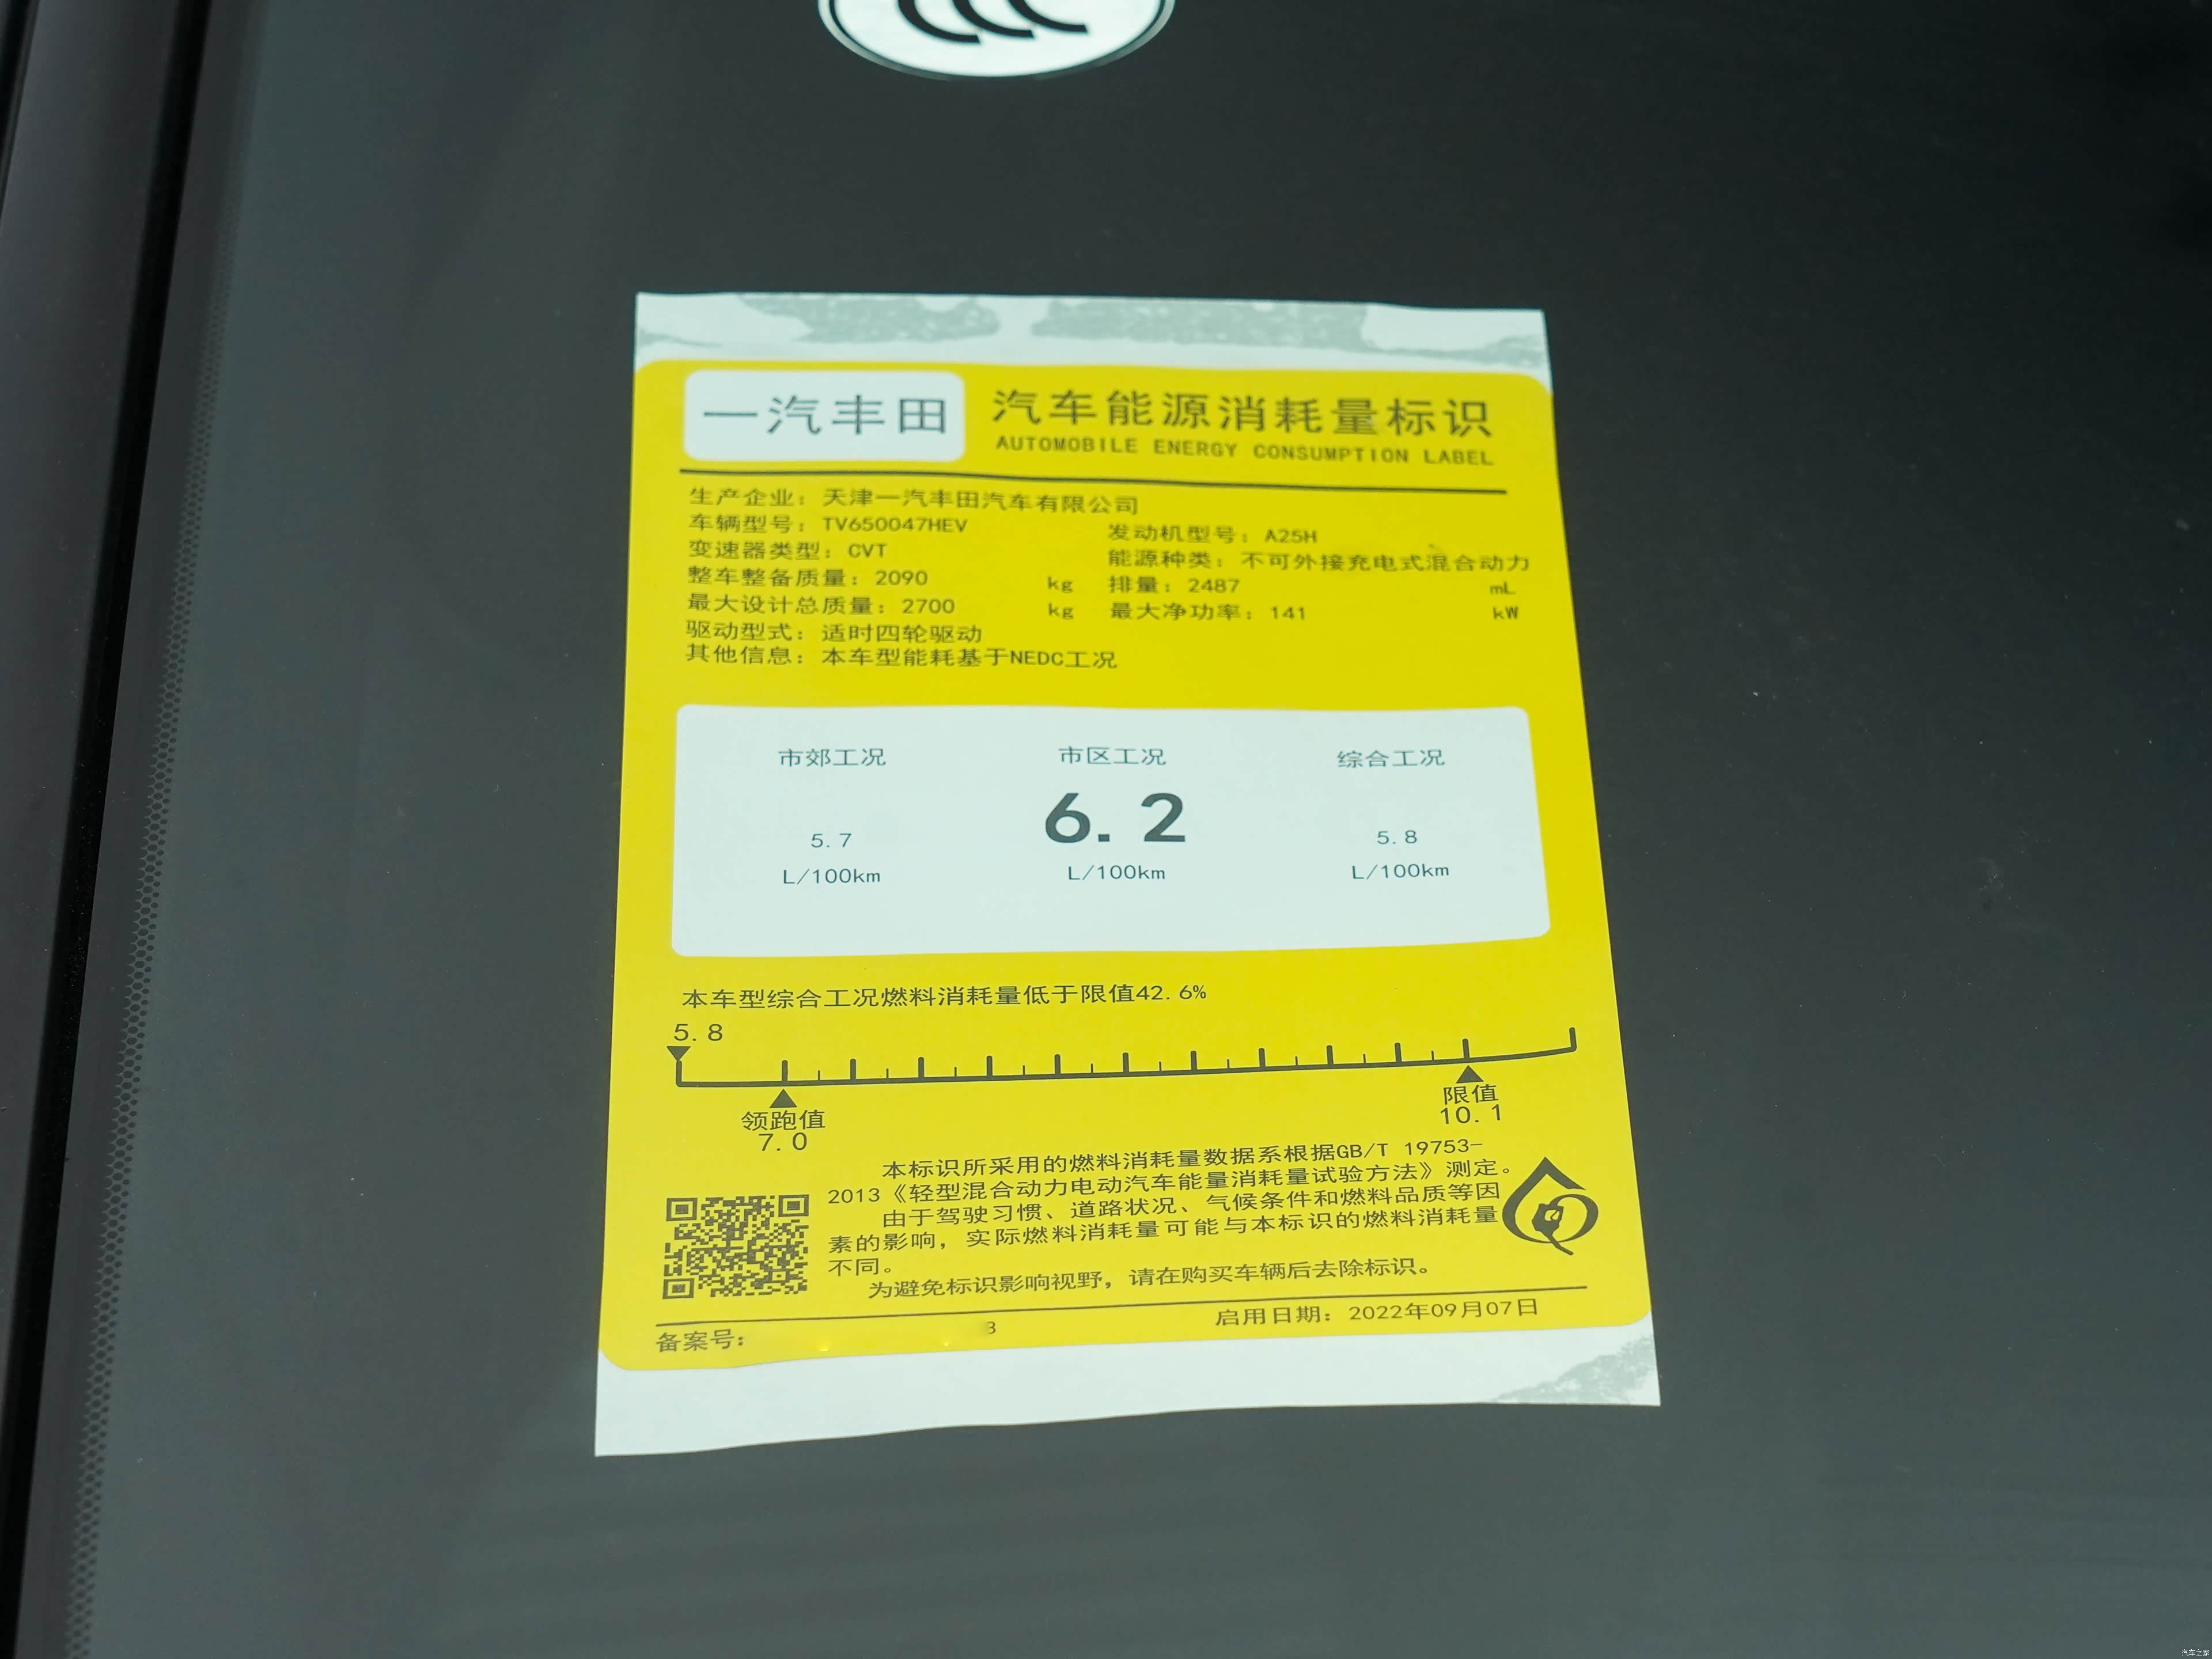 一汽丰田
汽车能源消耗量标识
AUTOMOBILE ENERGY CONSUMPTION LABEL
生产企业：天津一汽丰田汽车有限公司
车辆型号：TV650047HEV 发动机型号：A25H
变速器类型：CVT 能源种类：不可外接充电式混合动力
整车整备质量：2090 kg 排量：2487 mL
最大设计总质量：2700 kg 最大净功率：141 kW
驱动型式：适时四轮驱动
其他信息：本车型能耗基于NEDC工况
市郊工况 市区工况 综合工况
5.7 6.2 5.8
L/100km L/100km L/100km
本车型综合工况燃料消耗量低于限值42.6%
5.8
领跑值 限值
7.0 10.1
本标识所采用的燃料消耗量数据系根据GB/T 19753-
2013《轻型混合动力电动汽车能量消耗量试验方法》测定。
由于驾驶习惯、道路状况、气候条件和燃料品质等因
素的影响，实际燃料消耗量可能与本标识的燃料消耗量
不同。
为避免标识影响视野，请在购买车辆后去除标识。
备案号： 3 启用日期：2022年09月07日
汽车之家